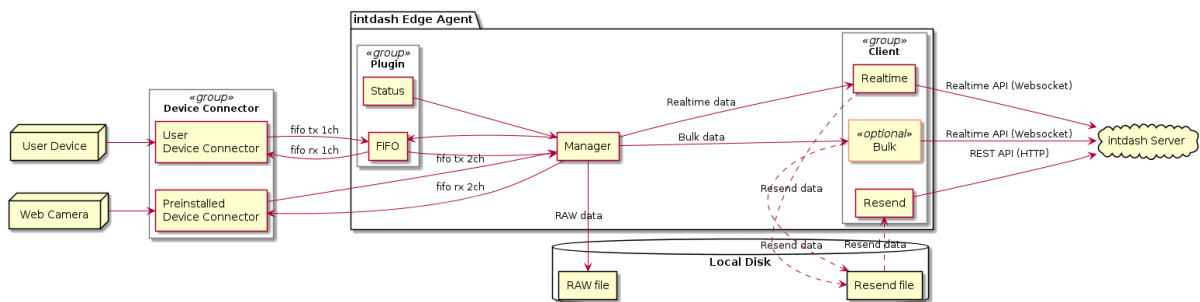 intdash Edge Agent
«group»
Plugin
«group»
Client
Status
Realtime
Realtime API (Websocket)
Realtime data
«group»
Device Connector
User Device
User
Device Connector
fifo tx 1ch
fifo rx 1ch
FIFO
fifo tx 2ch
fifo rx 2ch
Manager
Bulk data
«optional»
Bulk
Realtime API (Websocket)
REST API (HTTP)
intdash Server
Web Camera
Preinstalled
Device Connector
Resend data
Resend
RAW data
Resend data
Resend data
Local Disk
RAW file
Resend file